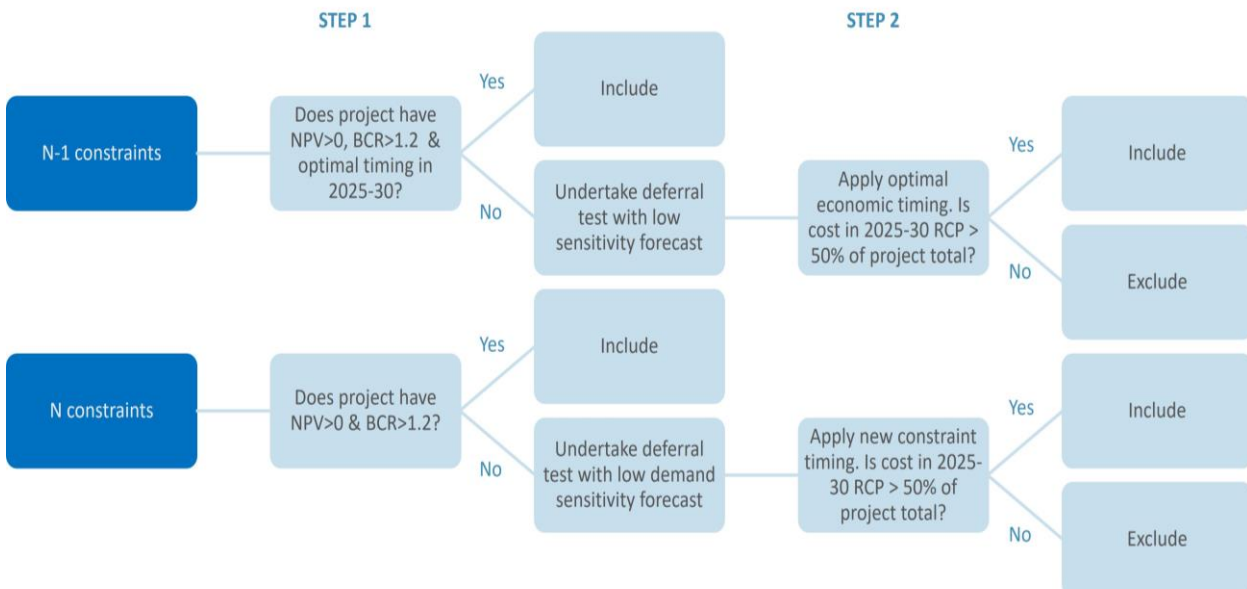 STEP 1
STEP 2
N-1 constraints
Does project have
NPV>0, BCR>1.2 &
optimal timing in
2025-30?
Yes
Include
No
Undertake deferral
test with low
sensitivity forecast
Apply optimal
economic timing. Is
cost in 2025-30 RCP >
50% of project total?
Yes
Include
No
Exclude
N constraints
Does project have
NPV>0 & BCR>1.2?
Yes
Include
No
Undertake deferral
test with low demand
sensitivity forecast
Apply new constraint
timing. Is cost in 2025-
30 RCP > 50% of
project total?
Yes
Include
No
Exclude